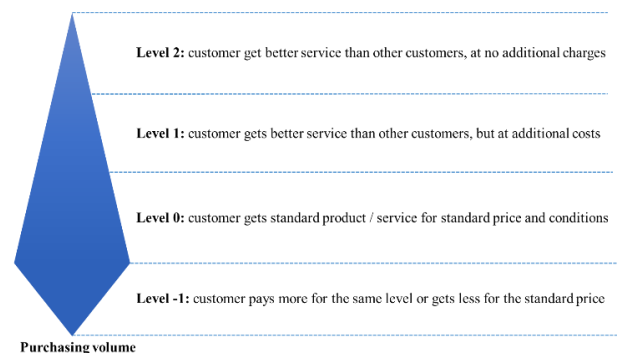 Level 2: customer get better service than other customers, at no additional charges
Level 1: customer gets better service than other customers, but at additional costs
Level 0: customer gets standard product / service for standard price and conditions
Level -1: customer pays more for the same level or gets less for the standard price
Purchasing volume